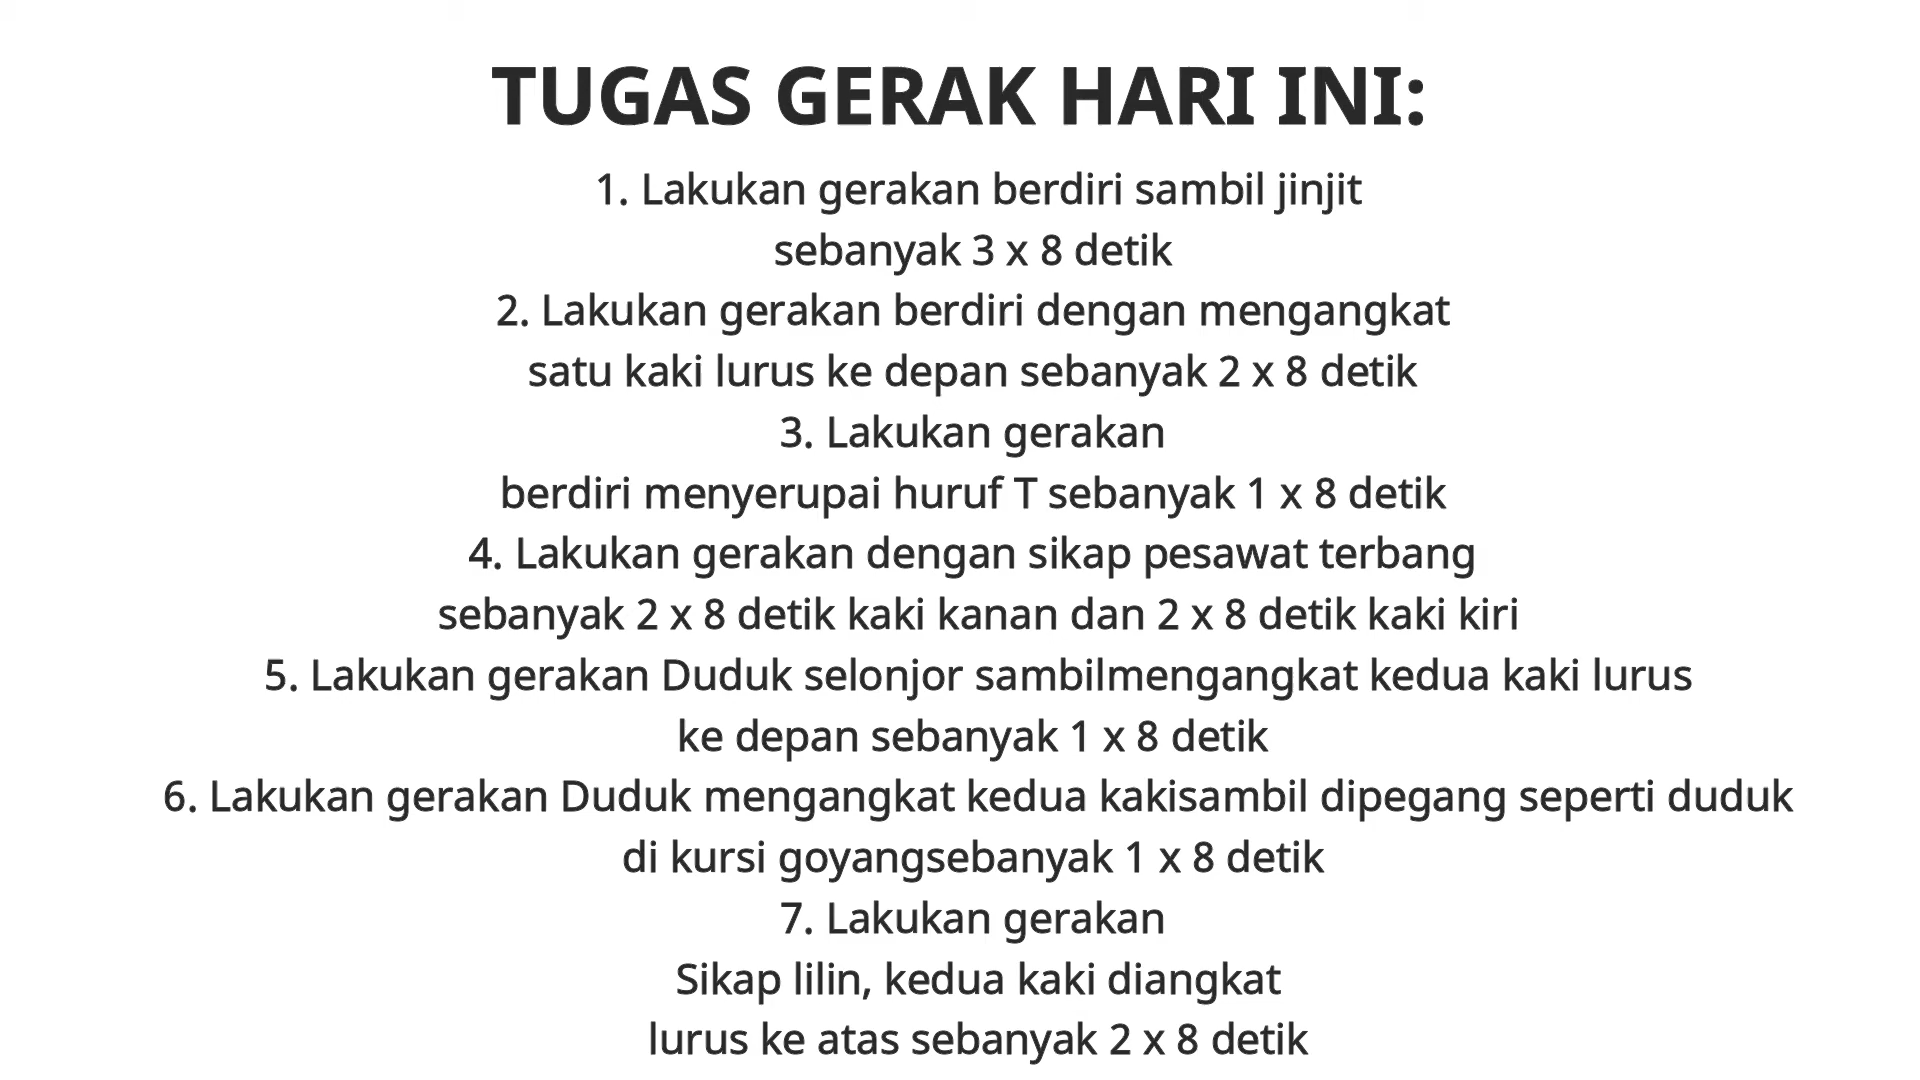 TUGAS GERAK HARI INI:
1. Lakukan gerakan berdiri sambil jinjit
sebanyak 3 x 8 detik
2. Lakukan gerakan berdiri dengan mengangkat
satu kaki lurus ke depan sebanyak 2 x 8 detik
3. Lakukan gerakan
berdiri menyerupai huruf T sebanyak 1 x 8 detik
4. Lakukan gerakan dengan sikap pesawat terbang
sebanyak 2 x 8 detik kaki kanan dan 2 x 8 detik kaki kiri
5. Lakukan gerakan Duduk selonjor sambilmengangkat kedua kaki lurus
ke depan sebanyak 1 x 8 detik
6. Lakukan gerakan Duduk mengangkat kedua kakisambil dipegang seperti duduk
di kursi goyangsebanyak 1 x 8 detik
7. Lakukan gerakan
Sikap lilin, kedua kaki diangkat
lurus ke atas sebanyak 2 x 8 detik